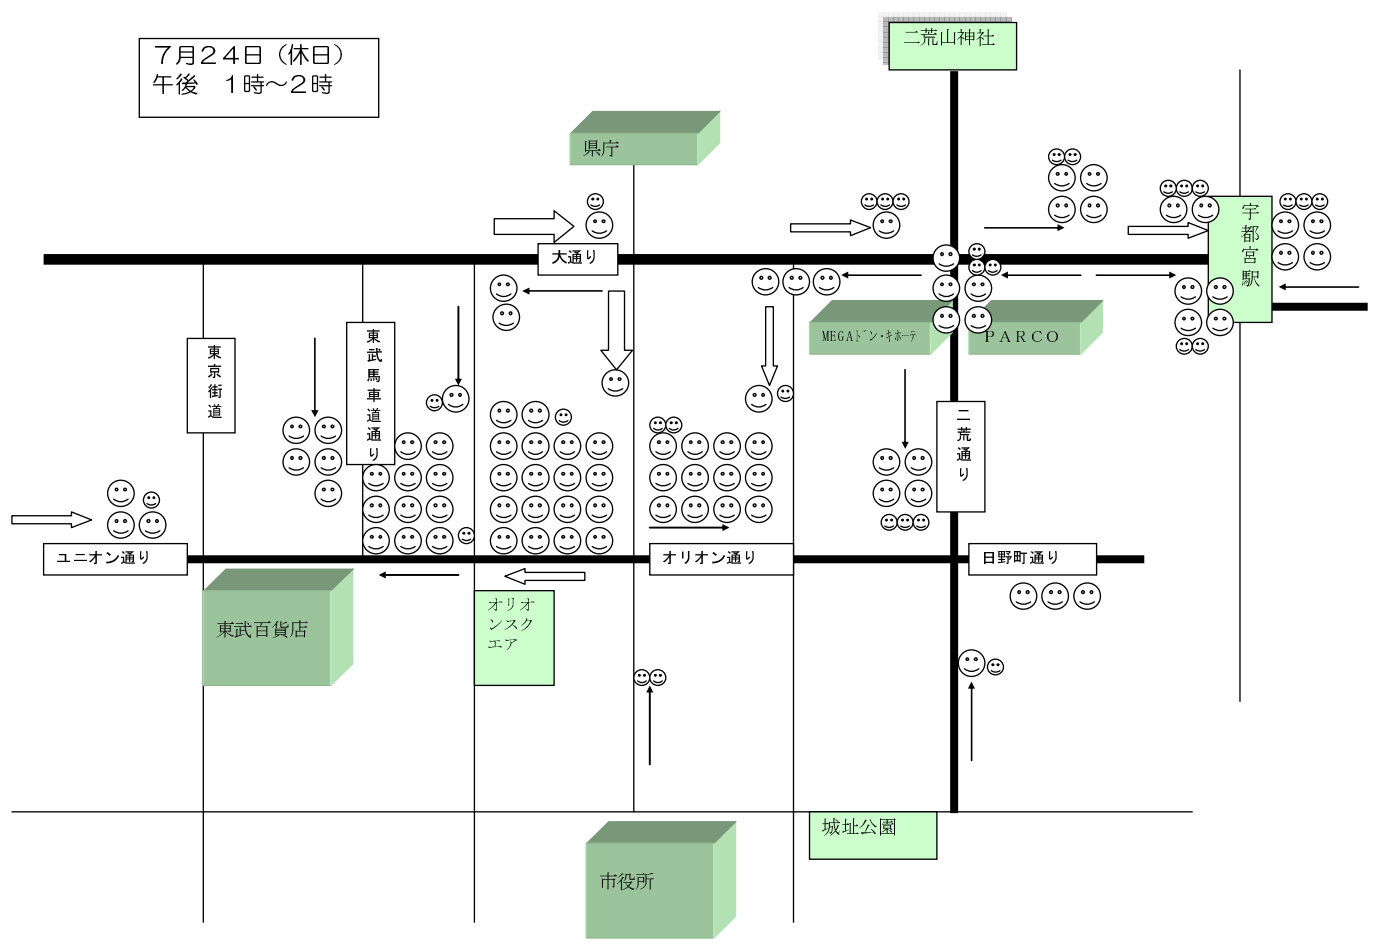 ７月２４日（休日）
午後　１時～２時
二荒山神社
県庁
宇都宮駅
大通り
MEGAﾄﾞﾝ･ｷﾎｰﾃ
ＰＡＲＣＯ
東京街道
東武馬車道通り
二荒通り
ユニオン通り
オリオン通り
日野町通り
東武百貨店
オリオ
ンスク
エア
城址公園
市役所